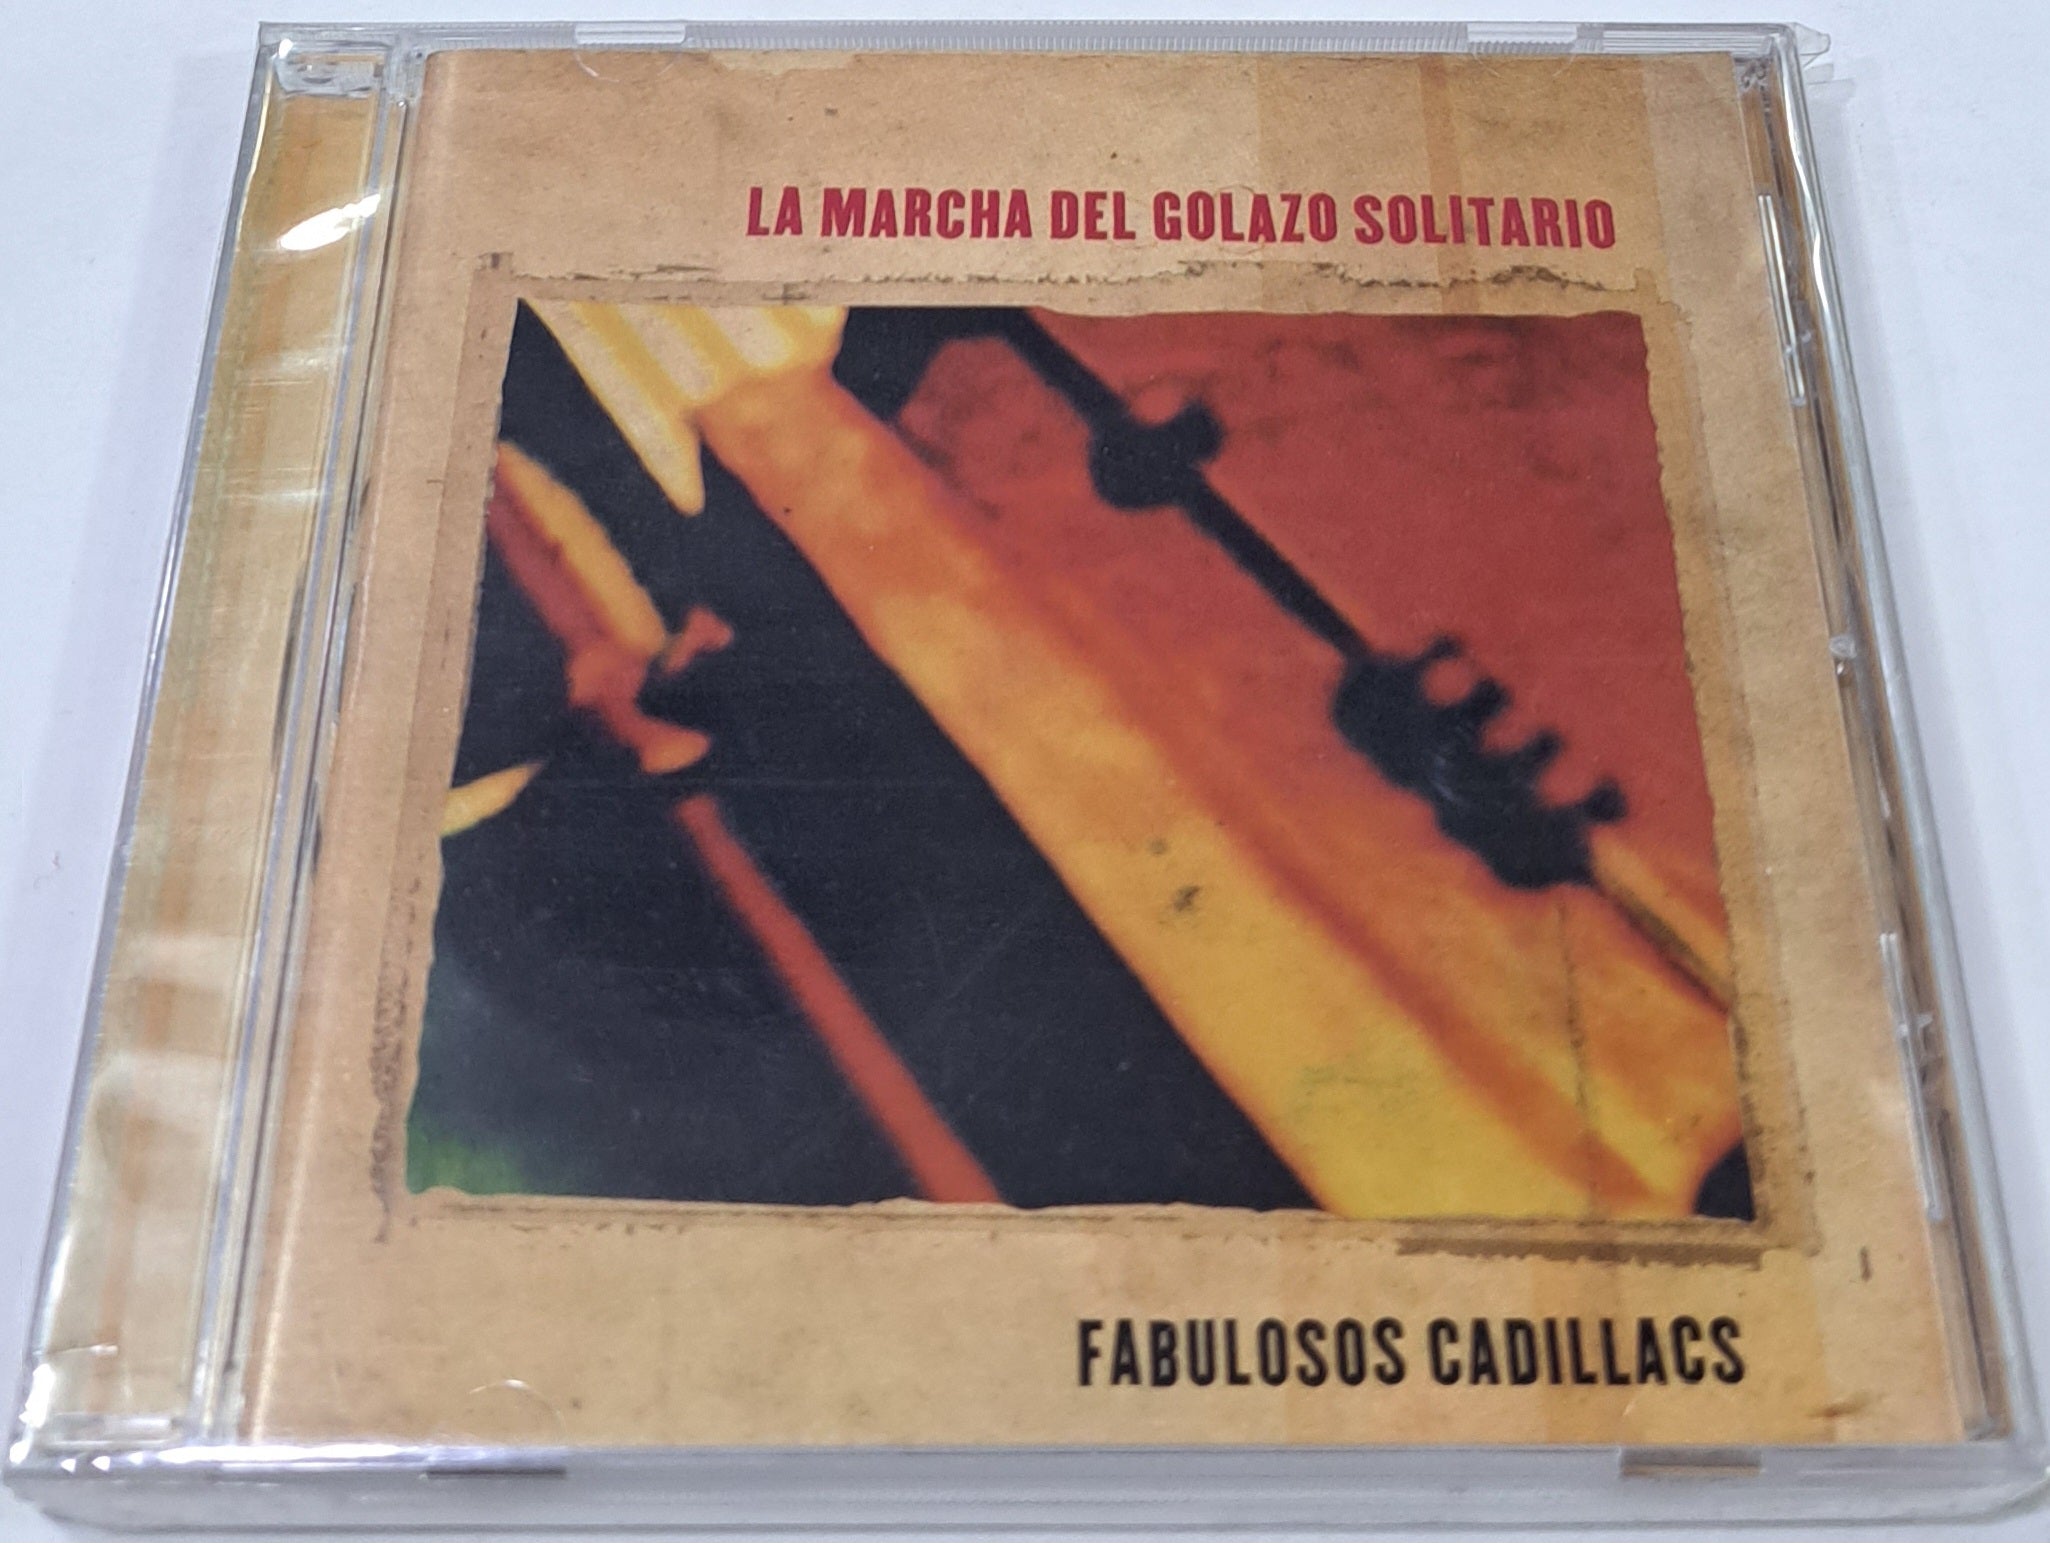 LA MARCHA DEL GOLAZO SOLITARIO
FABULOSOS CADILLACS